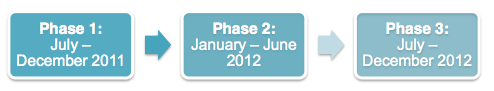 Phase 1:
July –
December 2011
Phase 2:
January – June
2012
Phase 3:
July –
December 2012